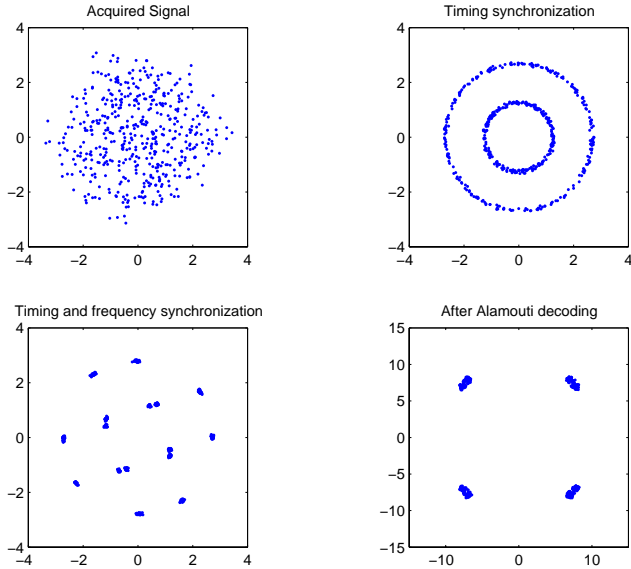 Acquired Signal
4
2
0
−2
−4
−4 −2 0 2 4
Timing synchronization
4
2
0
−2
−4
−4 −2 0 2 4
Timing and frequency synchronization
4
2
0
−2
−4
−4 −2 0 2 4
After Alamouti decoding
15
10
5
0
−5
−10
−15
−10 0 10